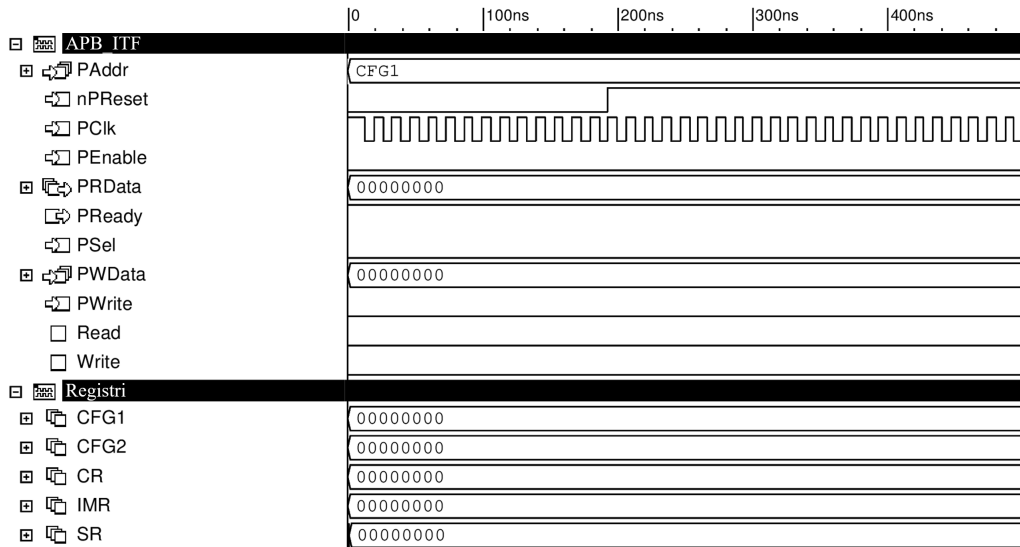 0 100ns 200ns 300ns 400ns
APB_ITF
PAddr CFG1
nPReset
PClk
PEnable
PRData 00000000
PReady
PSel
PWData 00000000
PWrite
Read
Write
Registri
CFG1 00000000
CFG2 00000000
CR 00000000
IMR 00000000
SR 00000000